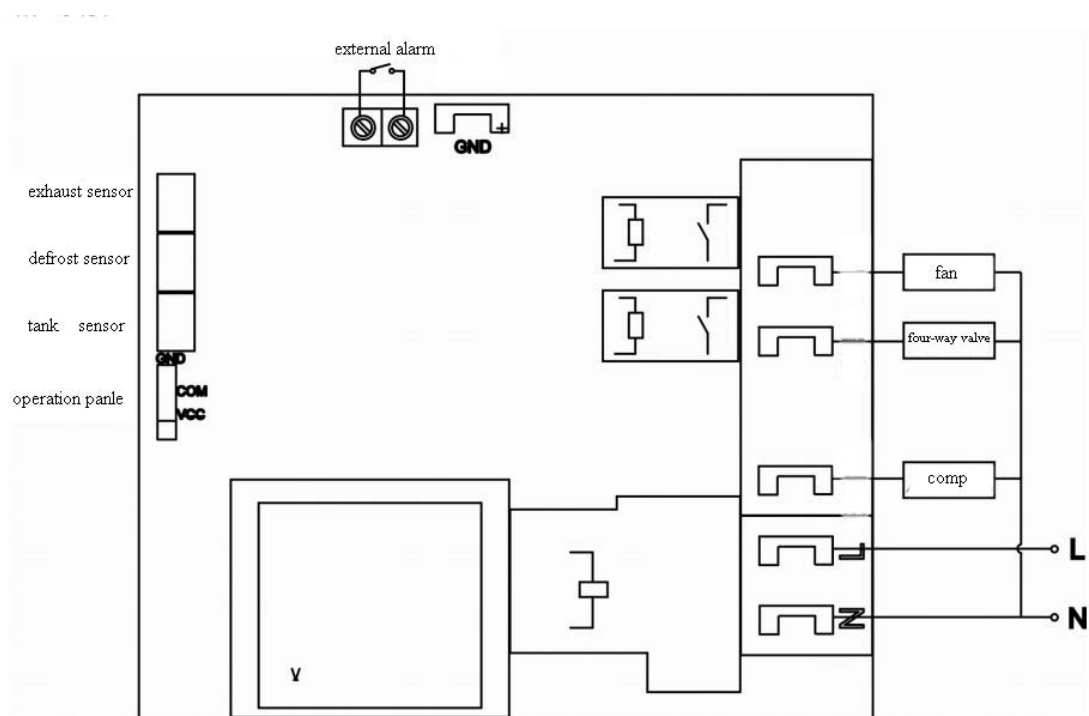 external alarm
GND
exhaust sensor
defrost sensor
tank sensor
GND
operation panle
COM
VCC
fan
four-way valve
comp
L
L
N
N
V